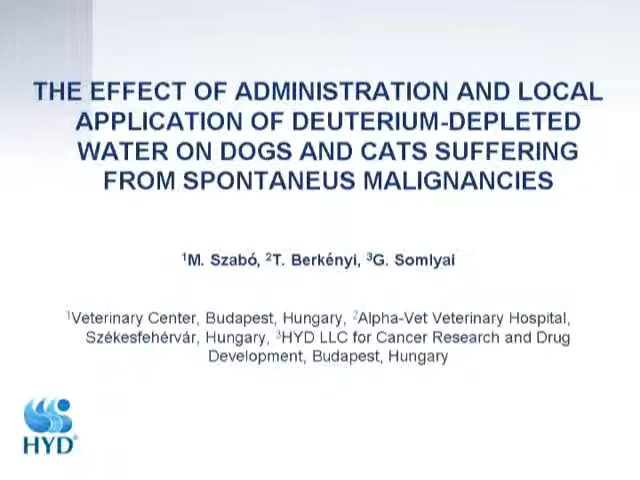 THE EFFECT OF ADMINISTRATION AND LOCAL
APPLICATION OF DEUTERIUM-DEPLETED
WATER ON DOGS AND CATS SUFFERING
FROM SPONTANEUS MALIGNANCIES
¹M. Szabó, ²T. Berkényi, ³G. Somlyai
¹Veterinary Center, Budapest, Hungary, ²Alpha-Vet Veterinary Hospital,
Székesfehérvár, Hungary, ³HYD LLC for Cancer Research and Drug
Development, Budapest, Hungary
HYD®